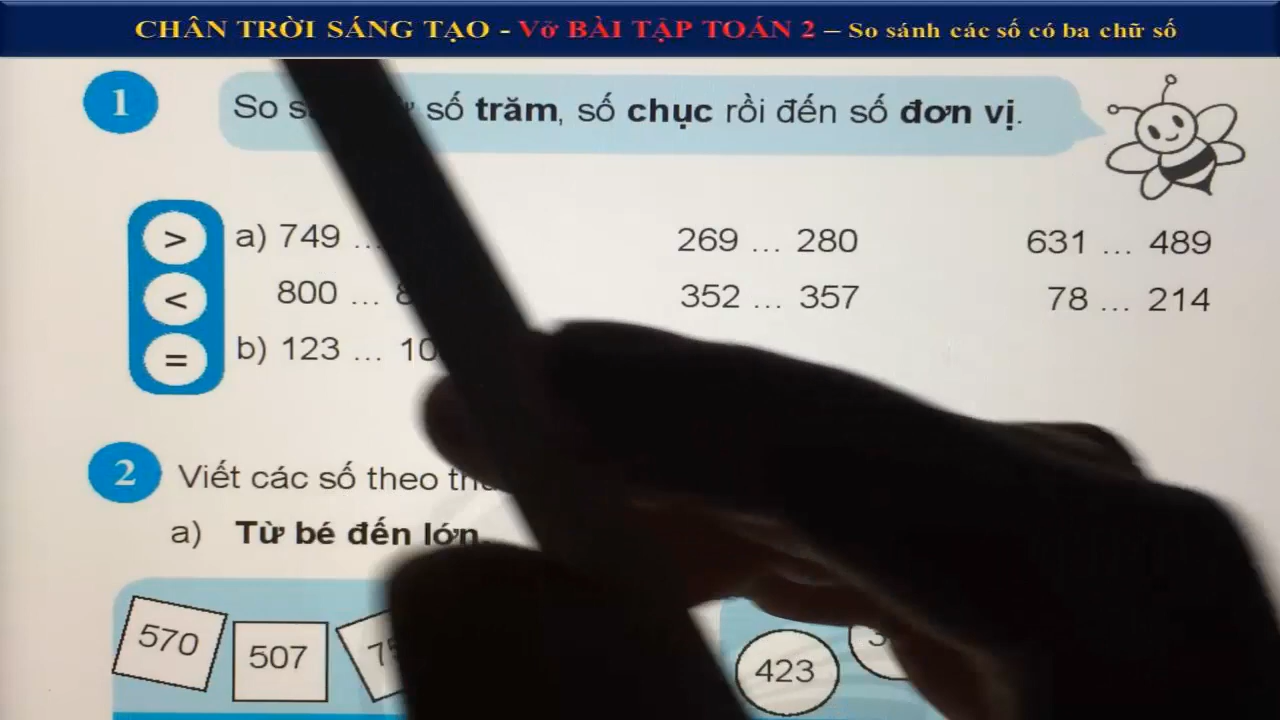 CHÂN TRỜI SÁNG TẠO - Vở BÀI TẬP TOÁN 2 – So sánh các số có ba chữ số
1
So số trăm, số chục rồi đến số đơn vị.
> a) 749 ... 269 ... 280 631 ... 489
< 800 ... 352 ... 357 78 ... 214
= b) 123 ...
2 Viết các số theo
a) Từ bé đến lớn.
570 507 423